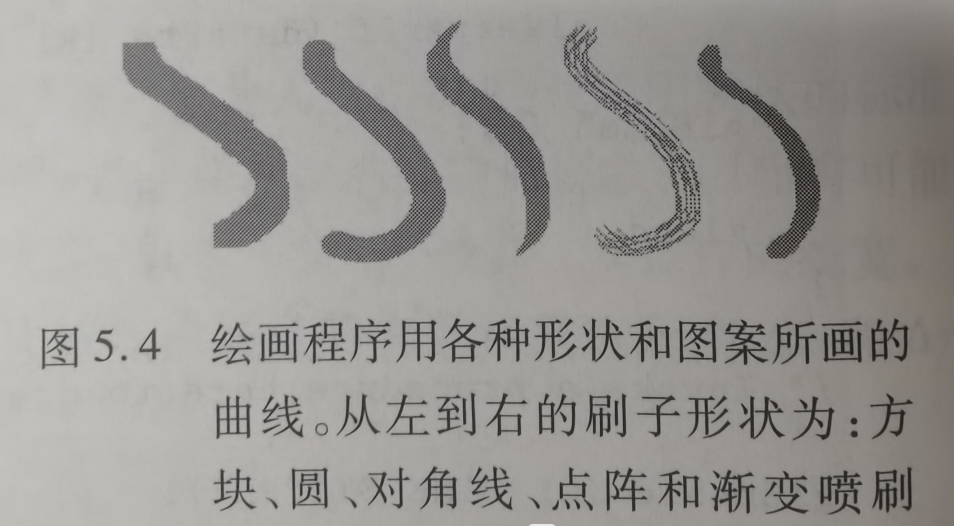 图5.4 绘画程序用各种形状和图案所画的
曲线。从左到右的刷子形状为：方
块、圆、对角线、点阵和渐变喷刷